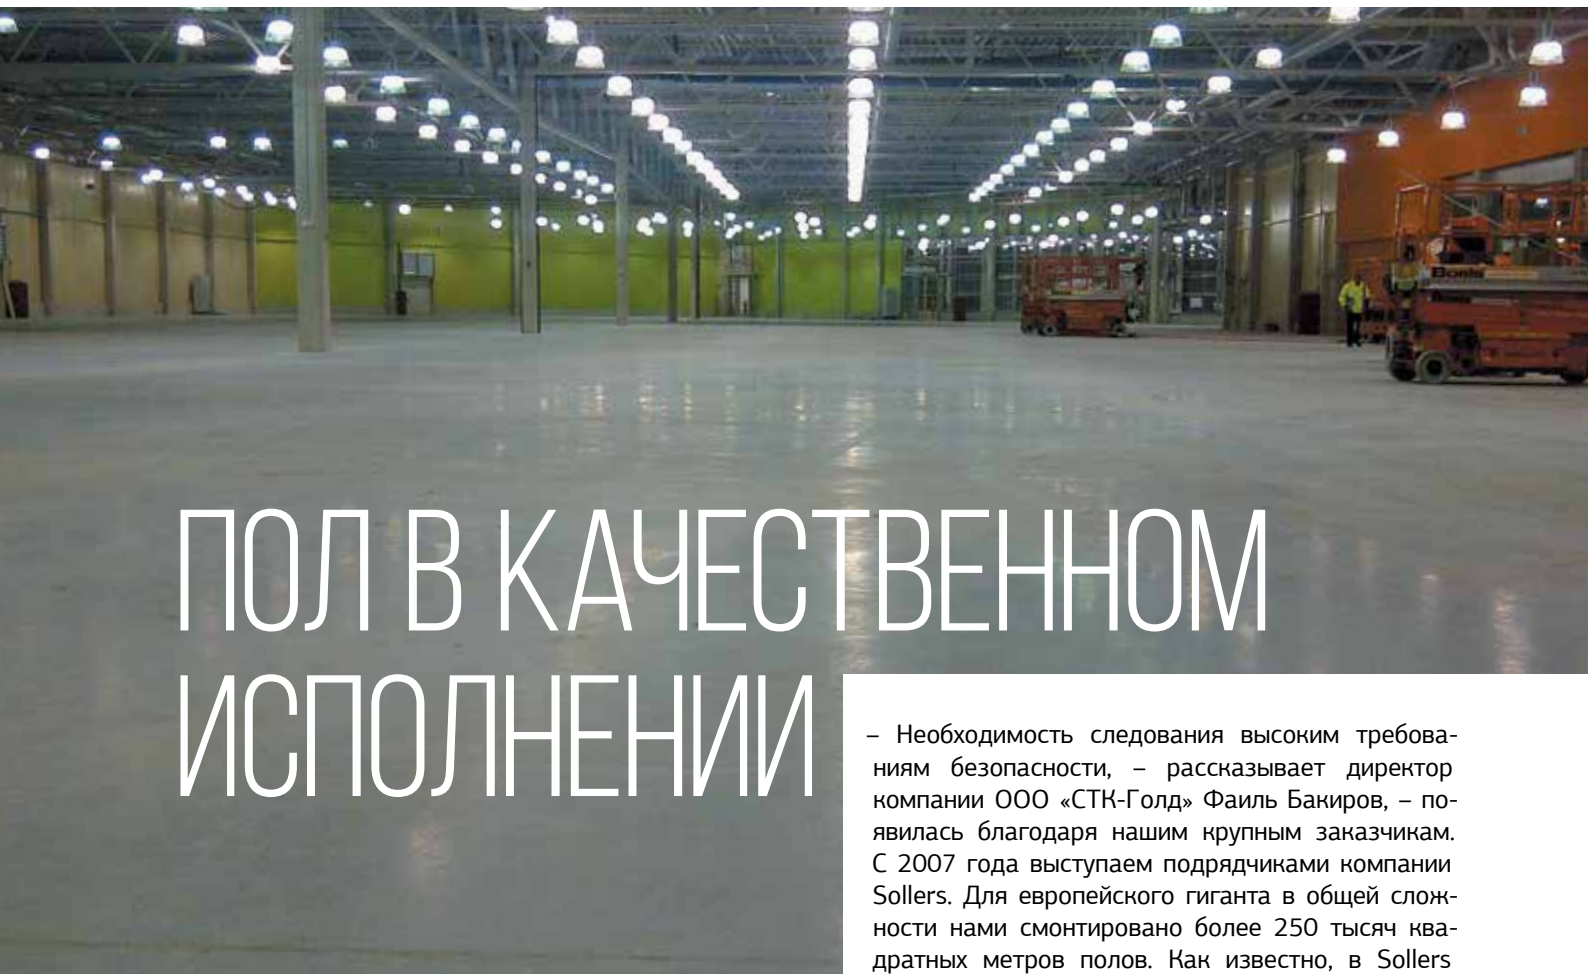 ПОЛ В КАЧЕСТВЕННОМ
ИСПОЛНЕНИИ
– Необходимость следования высоким требова-
ниям безопасности, – рассказывает директор
компании ООО «СТК-Голд» Фаиль Бакиров, – по-
явилась благодаря нашим крупным заказчикам.
С 2007 года выступаем подрядчиками компании
Sollers. Для европейского гиганта в общей слож-
ности нами смонтировано более 250 тысяч ква-
дратных метров полов. Как известно, в Sollers